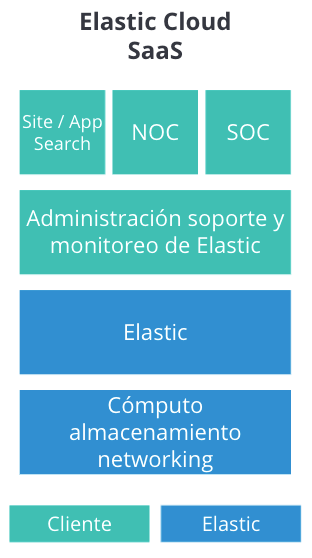 Elastic Cloud
SaaS
Site / App
Search
NOC
SOC
Administración soporte y
monitoreo de Elastic
Elastic
Cómputo
almacenamiento
networking
Cliente
Elastic